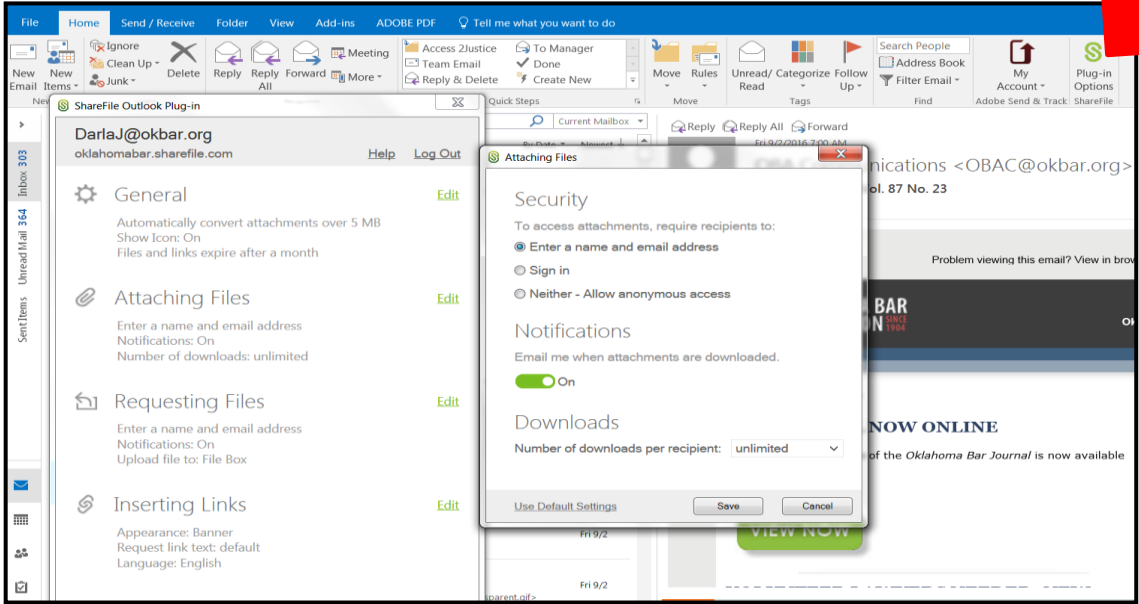 File Home Send / Receive Folder View Add-ins ADOBE PDF Tell me what you want to do
New Email
New Items
Ignore
Clean Up
Junk
Delete
Reply
Reply All
Forward
Meeting
More
Access 2Justice
Team Email
Reply & Delete
To Manager
Done
Create New
Move
Rules
Unread/ Read
Categorize
Follow Up
Search People
Address Book
Filter Email
My Account
Plug-in Options
Quick Steps
Move
Tags
Find
Adobe Send & Track
ShareFile
Inbox 303
Unread Mail 364
Sent Items
ShareFile Outlook Plug-in
DarlaJ@okbar.org
oklahomabar.sharefile.com Help Log Out
General Edit
Automatically convert attachments over 5 MB
Show Icon: On
Files and links expire after a month
Attaching Files Edit
Enter a name and email address
Notifications: On
Number of downloads: unlimited
Requesting Files Edit
Enter a name and email address
Notifications: On
Upload file to: File Box
Inserting Links Edit
Appearance: Banner
Request link text: default
Language: English
Current Mailbox
By Date Newest
Attaching Files
Security
To access attachments, require recipients to:
Enter a name and email address
Sign in
Neither - Allow anonymous access
Notifications
Email me when attachments are downloaded.
On
Downloads
Number of downloads per recipient: unlimited
Use Default Settings Save Cancel
Fri 9/2
Fri 9/2
sparent.gif>
Reply Reply All Forward
Fri 9/2/2016 7:00 AM
nications <OBAC@okbar.org>
ol. 87 No. 23
Problem viewing this email? View in brow
BAR
N SINCE 1904
OK
NOW ONLINE
of the Oklahoma Bar Journal is now available
VIEW NOW